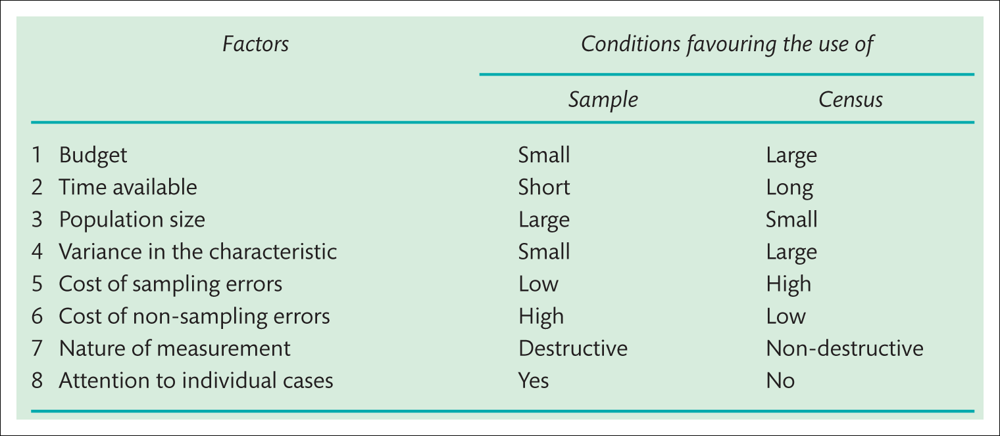 Factors Conditions favouring the use of
Sample Census
1 Budget Small Large
2 Time available Short Long
3 Population size Large Small
4 Variance in the characteristic Small Large
5 Cost of sampling errors Low High
6 Cost of non-sampling errors High Low
7 Nature of measurement Destructive Non-destructive
8 Attention to individual cases Yes No